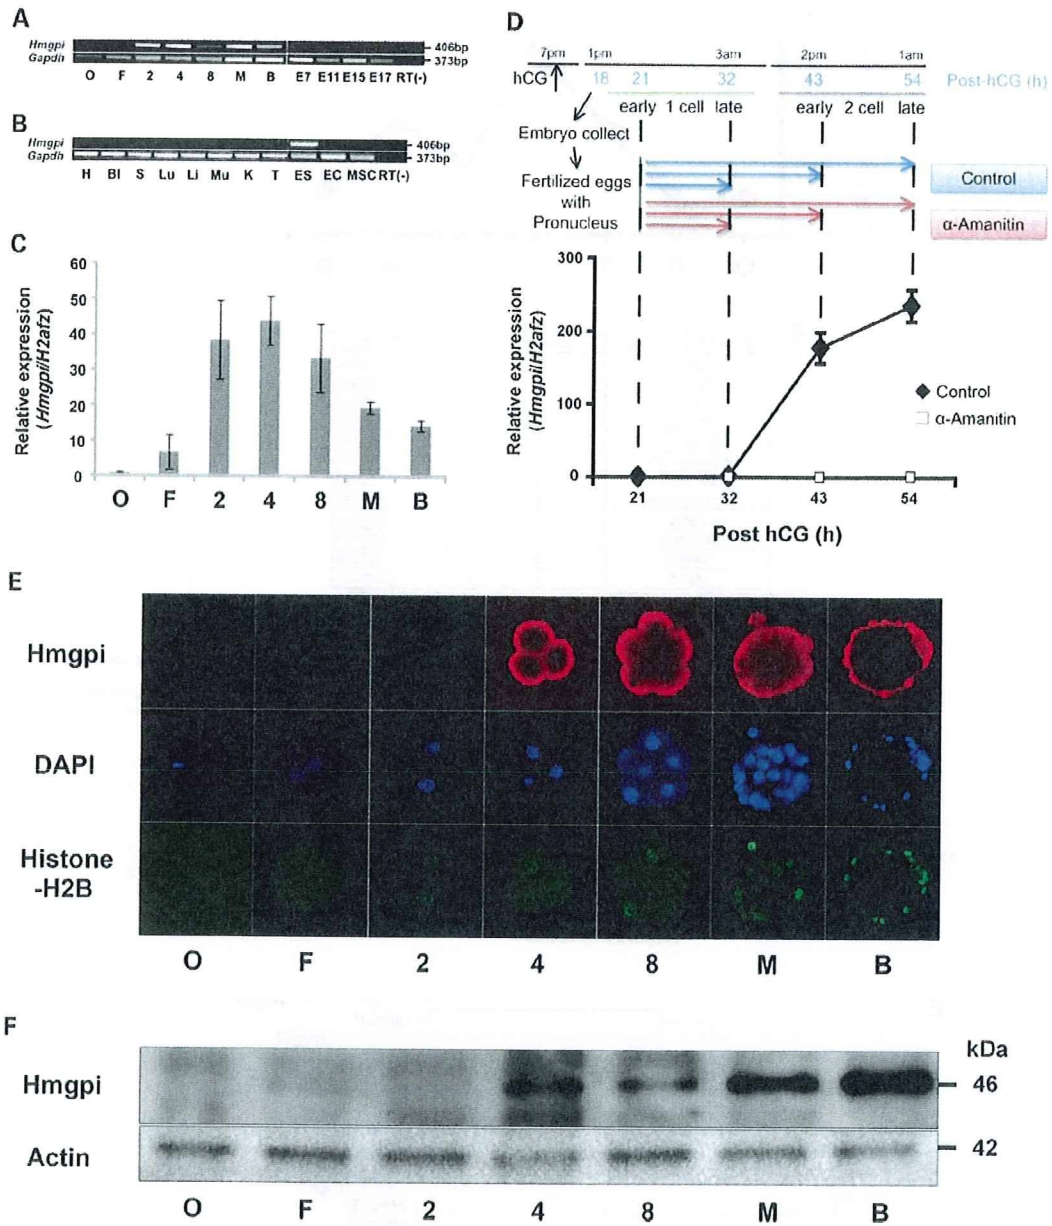 A
Hmgpi
406bp
Gapdh
373bp
O F 2 4 8 M B E7 E11 E15 E17 RT(-)
B
Hmgpi
406bp
Gapdh
373bp
H Bl S Lu Li Mu K T ES EC MSC RT(-)
C
Relative expression
(Hmgpi/H2afz)
60
50
40
30
20
10
0
O F 2 4 8 M B
D
7pm 1pm 3am 2pm 1am
hCG 18 21 32 43 54 Post-hCG (h)
early 1 cell late early 2 cell late
Embryo collect
Fertilized eggs
with
Pronucleus
Control
α-Amanitin
Relative expression
(Hmgpi/H2afz)
300
200
100
0
Control
α-Amanitin
21 32 43 54
Post hCG (h)
E
Hmgpi
DAPI
Histone
-H2B
O F 2 4 8 M B
F
kDa
Hmgpi
46
Actin
42
O F 2 4 8 M B